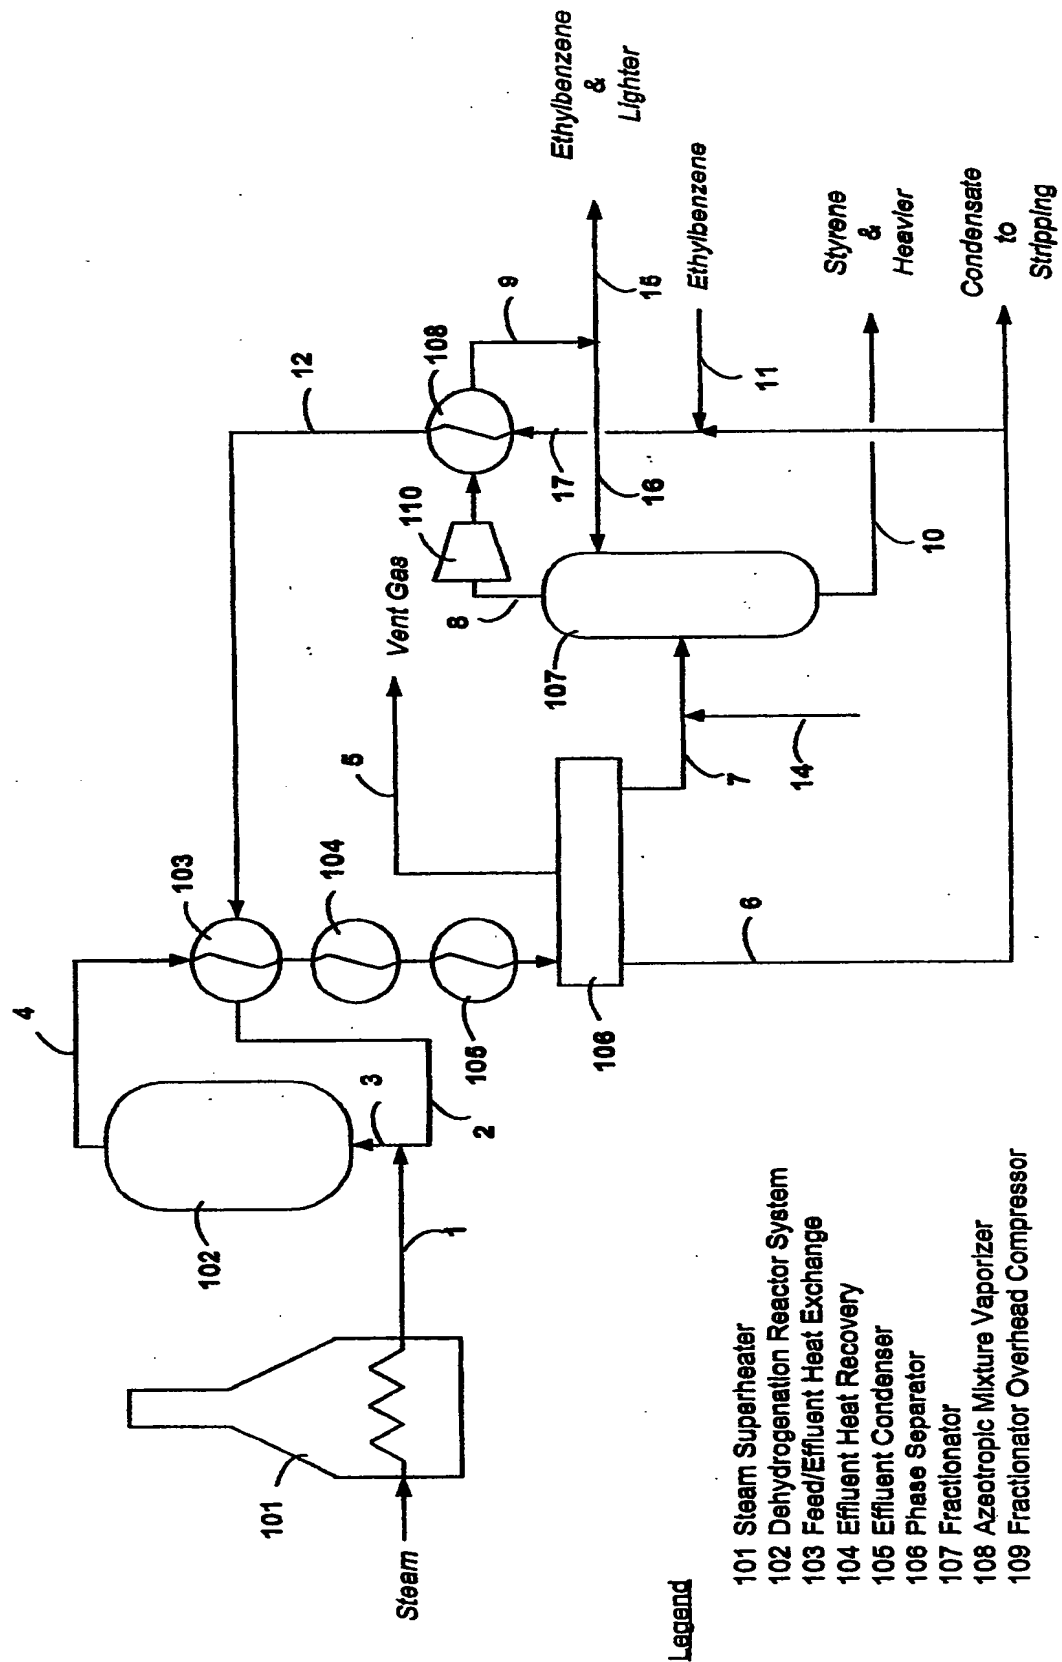 4
103
12
104
5
Vent Gas
110
108
9
Ethylbenzene
&
Lighter
102
3
2
105
8
17
16
15
Ethylbenzene
11
101
1
106
107
7
14
Styrene
&
Heavier
10
6
Condensate
to
Stripping
Steam
Legend
101 Steam Superheater
102 Dehydrogenation Reactor System
103 Feed/Effluent Heat Exchange
104 Effluent Heat Recovery
105 Effluent Condenser
106 Phase Separator
107 Fractionator
108 Azeotropic Mixture Vaporizer
109 Fractionator Overhead Compressor